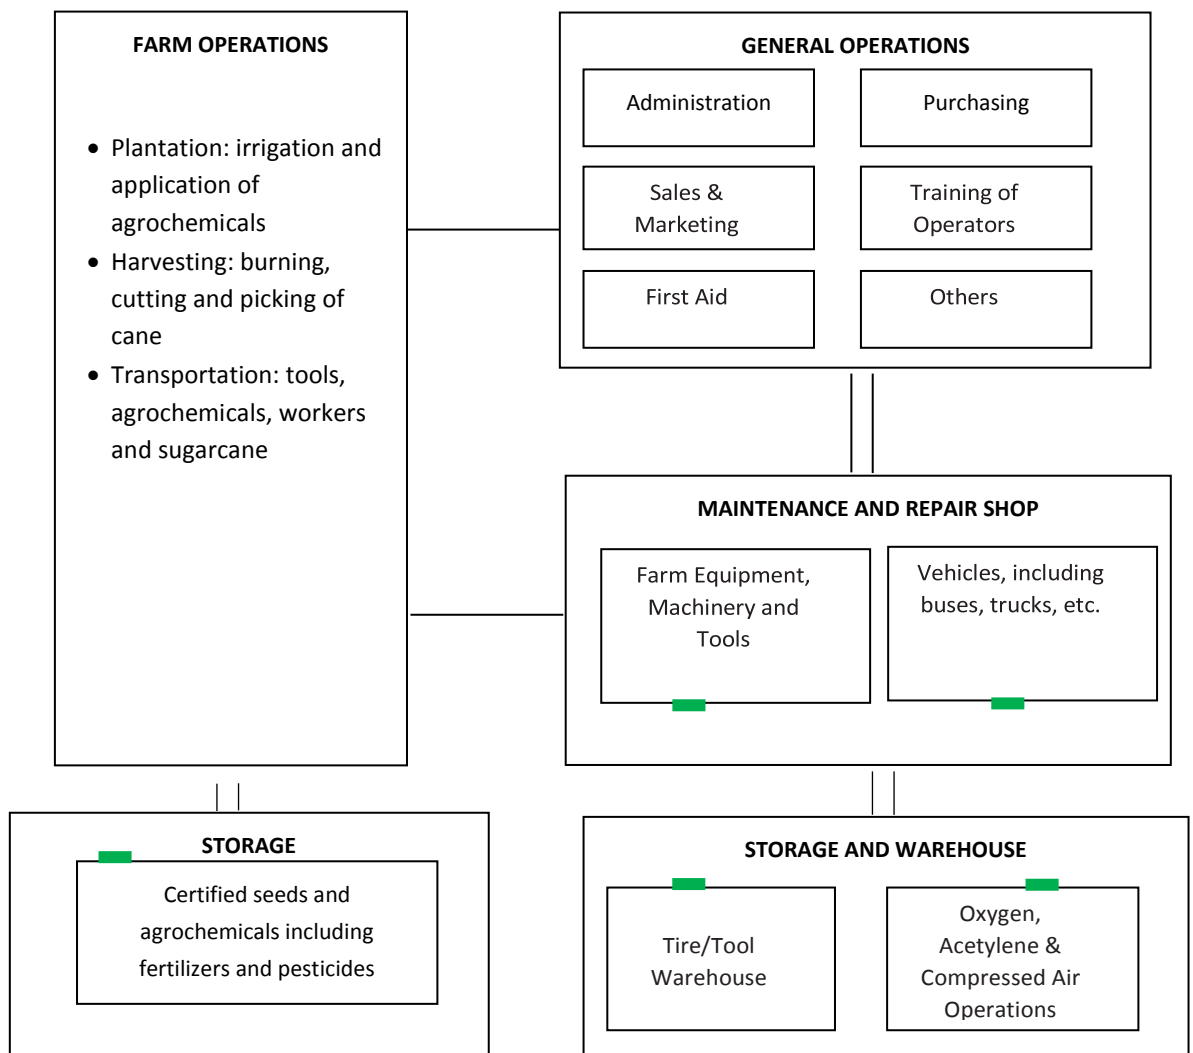 FARM OPERATIONS
• Plantation: irrigation and
application of
agrochemicals
• Harvesting: burning,
cutting and picking of
cane
• Transportation: tools,
agrochemicals, workers
and sugarcane
GENERAL OPERATIONS
Administration
Purchasing
Sales &
Marketing
Training of
Operators
First Aid
Others
MAINTENANCE AND REPAIR SHOP
Farm Equipment,
Machinery and
Tools
Vehicles, including
buses, trucks, etc.
STORAGE
Certified seeds and
agrochemicals including
fertilizers and pesticides
STORAGE AND WAREHOUSE
Tire/Tool
Warehouse
Oxygen,
Acetylene &
Compressed Air
Operations